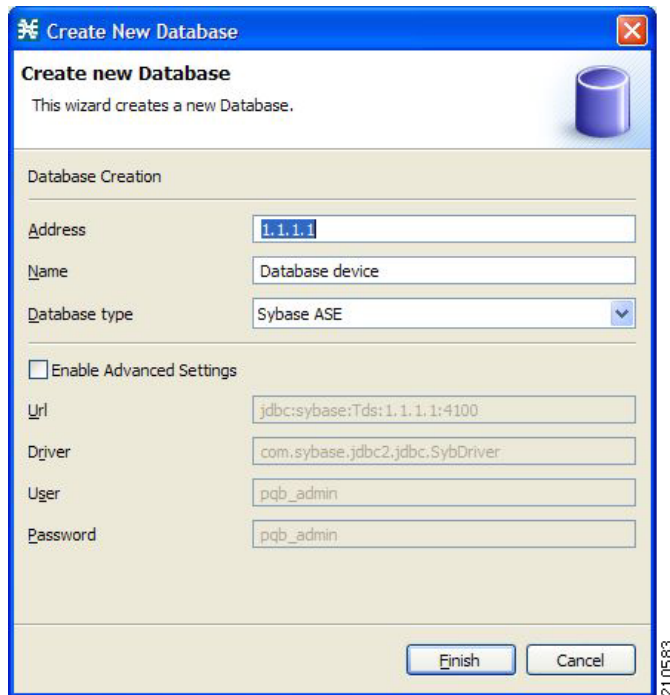 Create New Database
Create new Database
This wizard creates a new Database.
Database Creation
Address 1.1.1.1
Name Database device
Database type Sybase ASE
Enable Advanced Settings
Url jdbc:sybase:Tds:1.1.1.1:4100
Driver com.sybase.jdbc2.jdbc.SybDriver
User pqb_admin
Password pqb_admin
Finish Cancel
210583